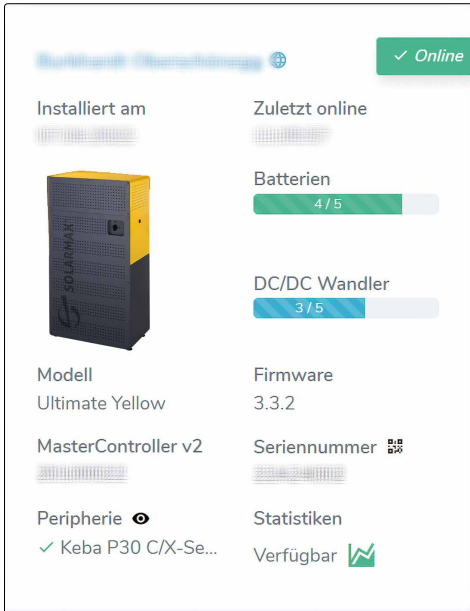 Online
Installiert am
Zuletzt online
Batterien
4 / 5
SOLARMAX
DC/DC Wandler
3 / 5
Modell
Ultimate Yellow
Firmware
3.3.2
MasterController v2
Seriennummer
Peripherie
Keba P30 C/X-Se...
Statistiken
Verfügbar